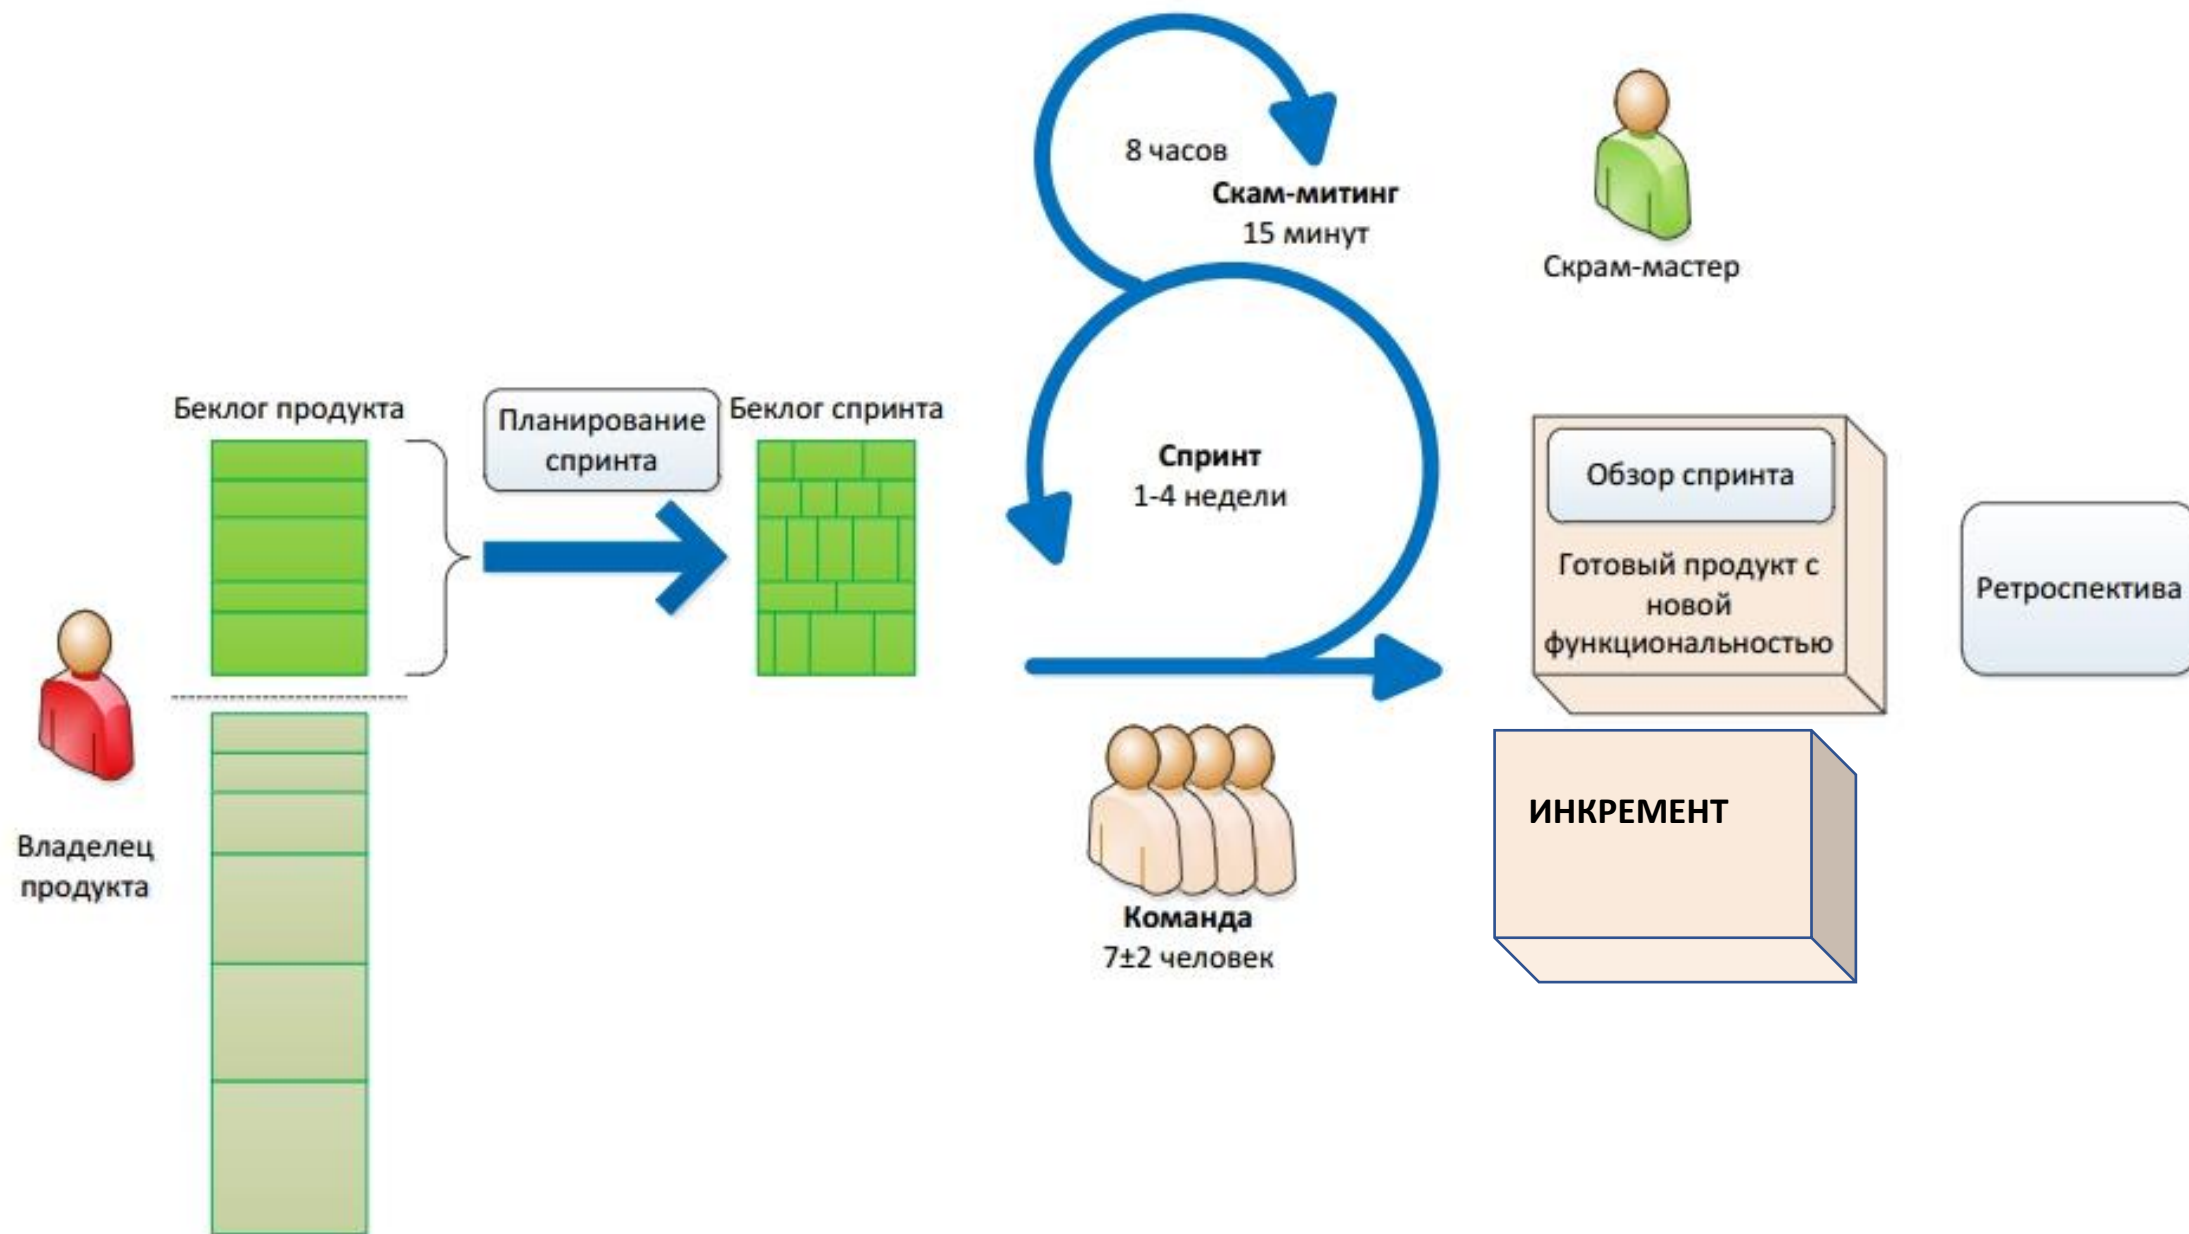 8 часов
Скам-митинг
15 минут
Скрам-мастер
Беклог продукта
Планирование
спринта
Беклог спринта
Спринт
1-4 недели
Обзор спринта
Готовый продукт с
новой
функциональностью
Ретроспектива
Владелец
продукта
ИНКРЕМЕНТ
Команда
7±2 человек